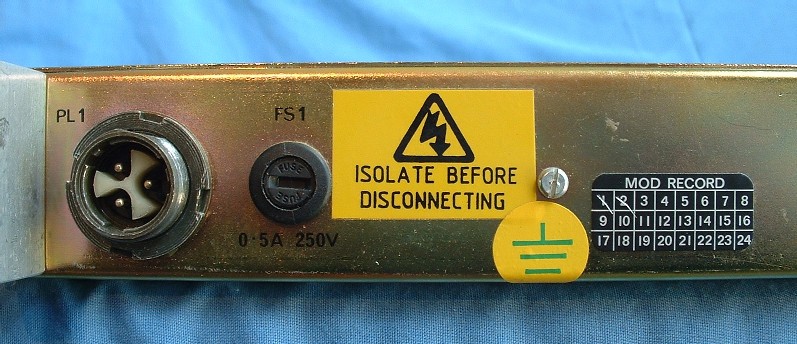 PL1
FS1
FUSE
FUSE
0·5A 250V
ISOLATE BEFORE
DISCONNECTING
MOD RECORD
1 2 3 4 5 6 7 8
9 10 11 12 13 14 15 16
17 18 19 20 21 22 23 24